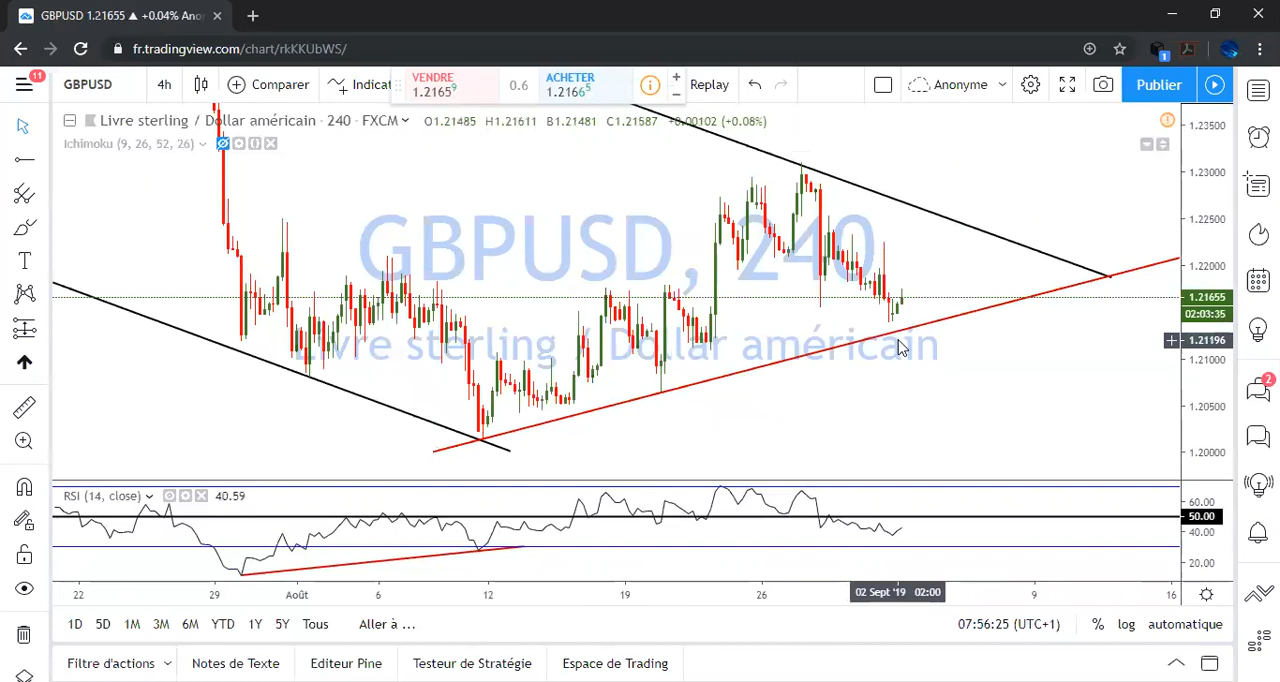 GBPUSD 1.21655 ▲ +0.04% Ano
fr.tradingview.com/chart/rkKKUbWS/
1
11
GBPUSD
4h
Comparer
Indicat
VENDRE
1.21659
0.6
ACHETER
1.21665
Replay
Anonyme
Publier
Livre sterling / Dollar américain · 240 · FXCM
O1.21485 H1.21611 B1.21481 C1.21587 +0.00102 (+0.08%)
Ichimoku (9, 26, 52, 26)
GBPUSD, 240
Livre sterling / Dollar américain
1.23500
1.23000
1.22500
1.22000
1.21655
02:03:35
1.21196
1.21000
1.20500
1.20000
2
RSI (14, close)
40.59
60.00
50.00
40.00
20.00
22
29
Août
6
12
19
26
02 Sept '19 02:00
9
16
1D 5D 1M 3M 6M YTD 1Y 5Y Tous
Aller à ...
07:56:25 (UTC+1)
% log automatique
Filtre d'actions
Notes de Texte
Editeur Pine
Testeur de Stratégie
Espace de Trading